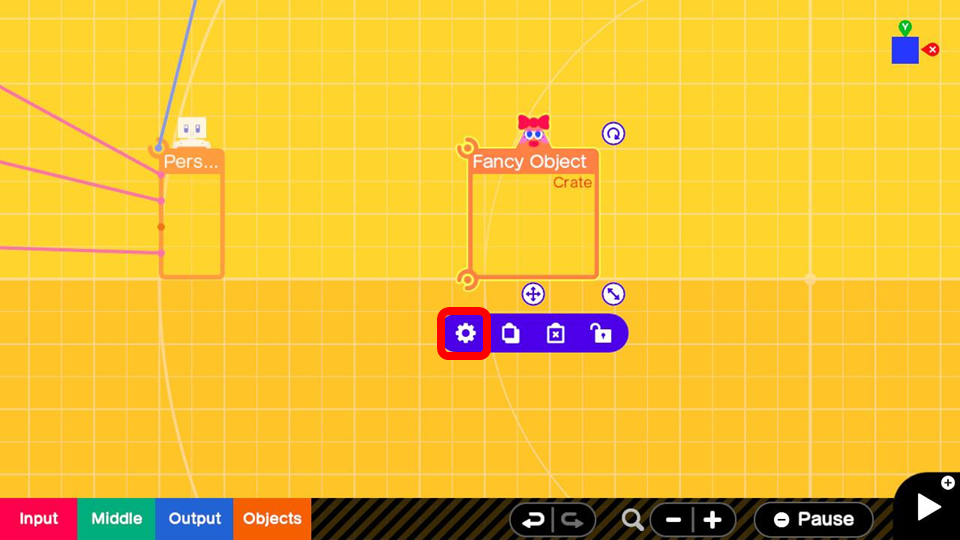 Y
X
Pers...
Fancy Object
Crate
Input
Middle
Output
Objects
Pause